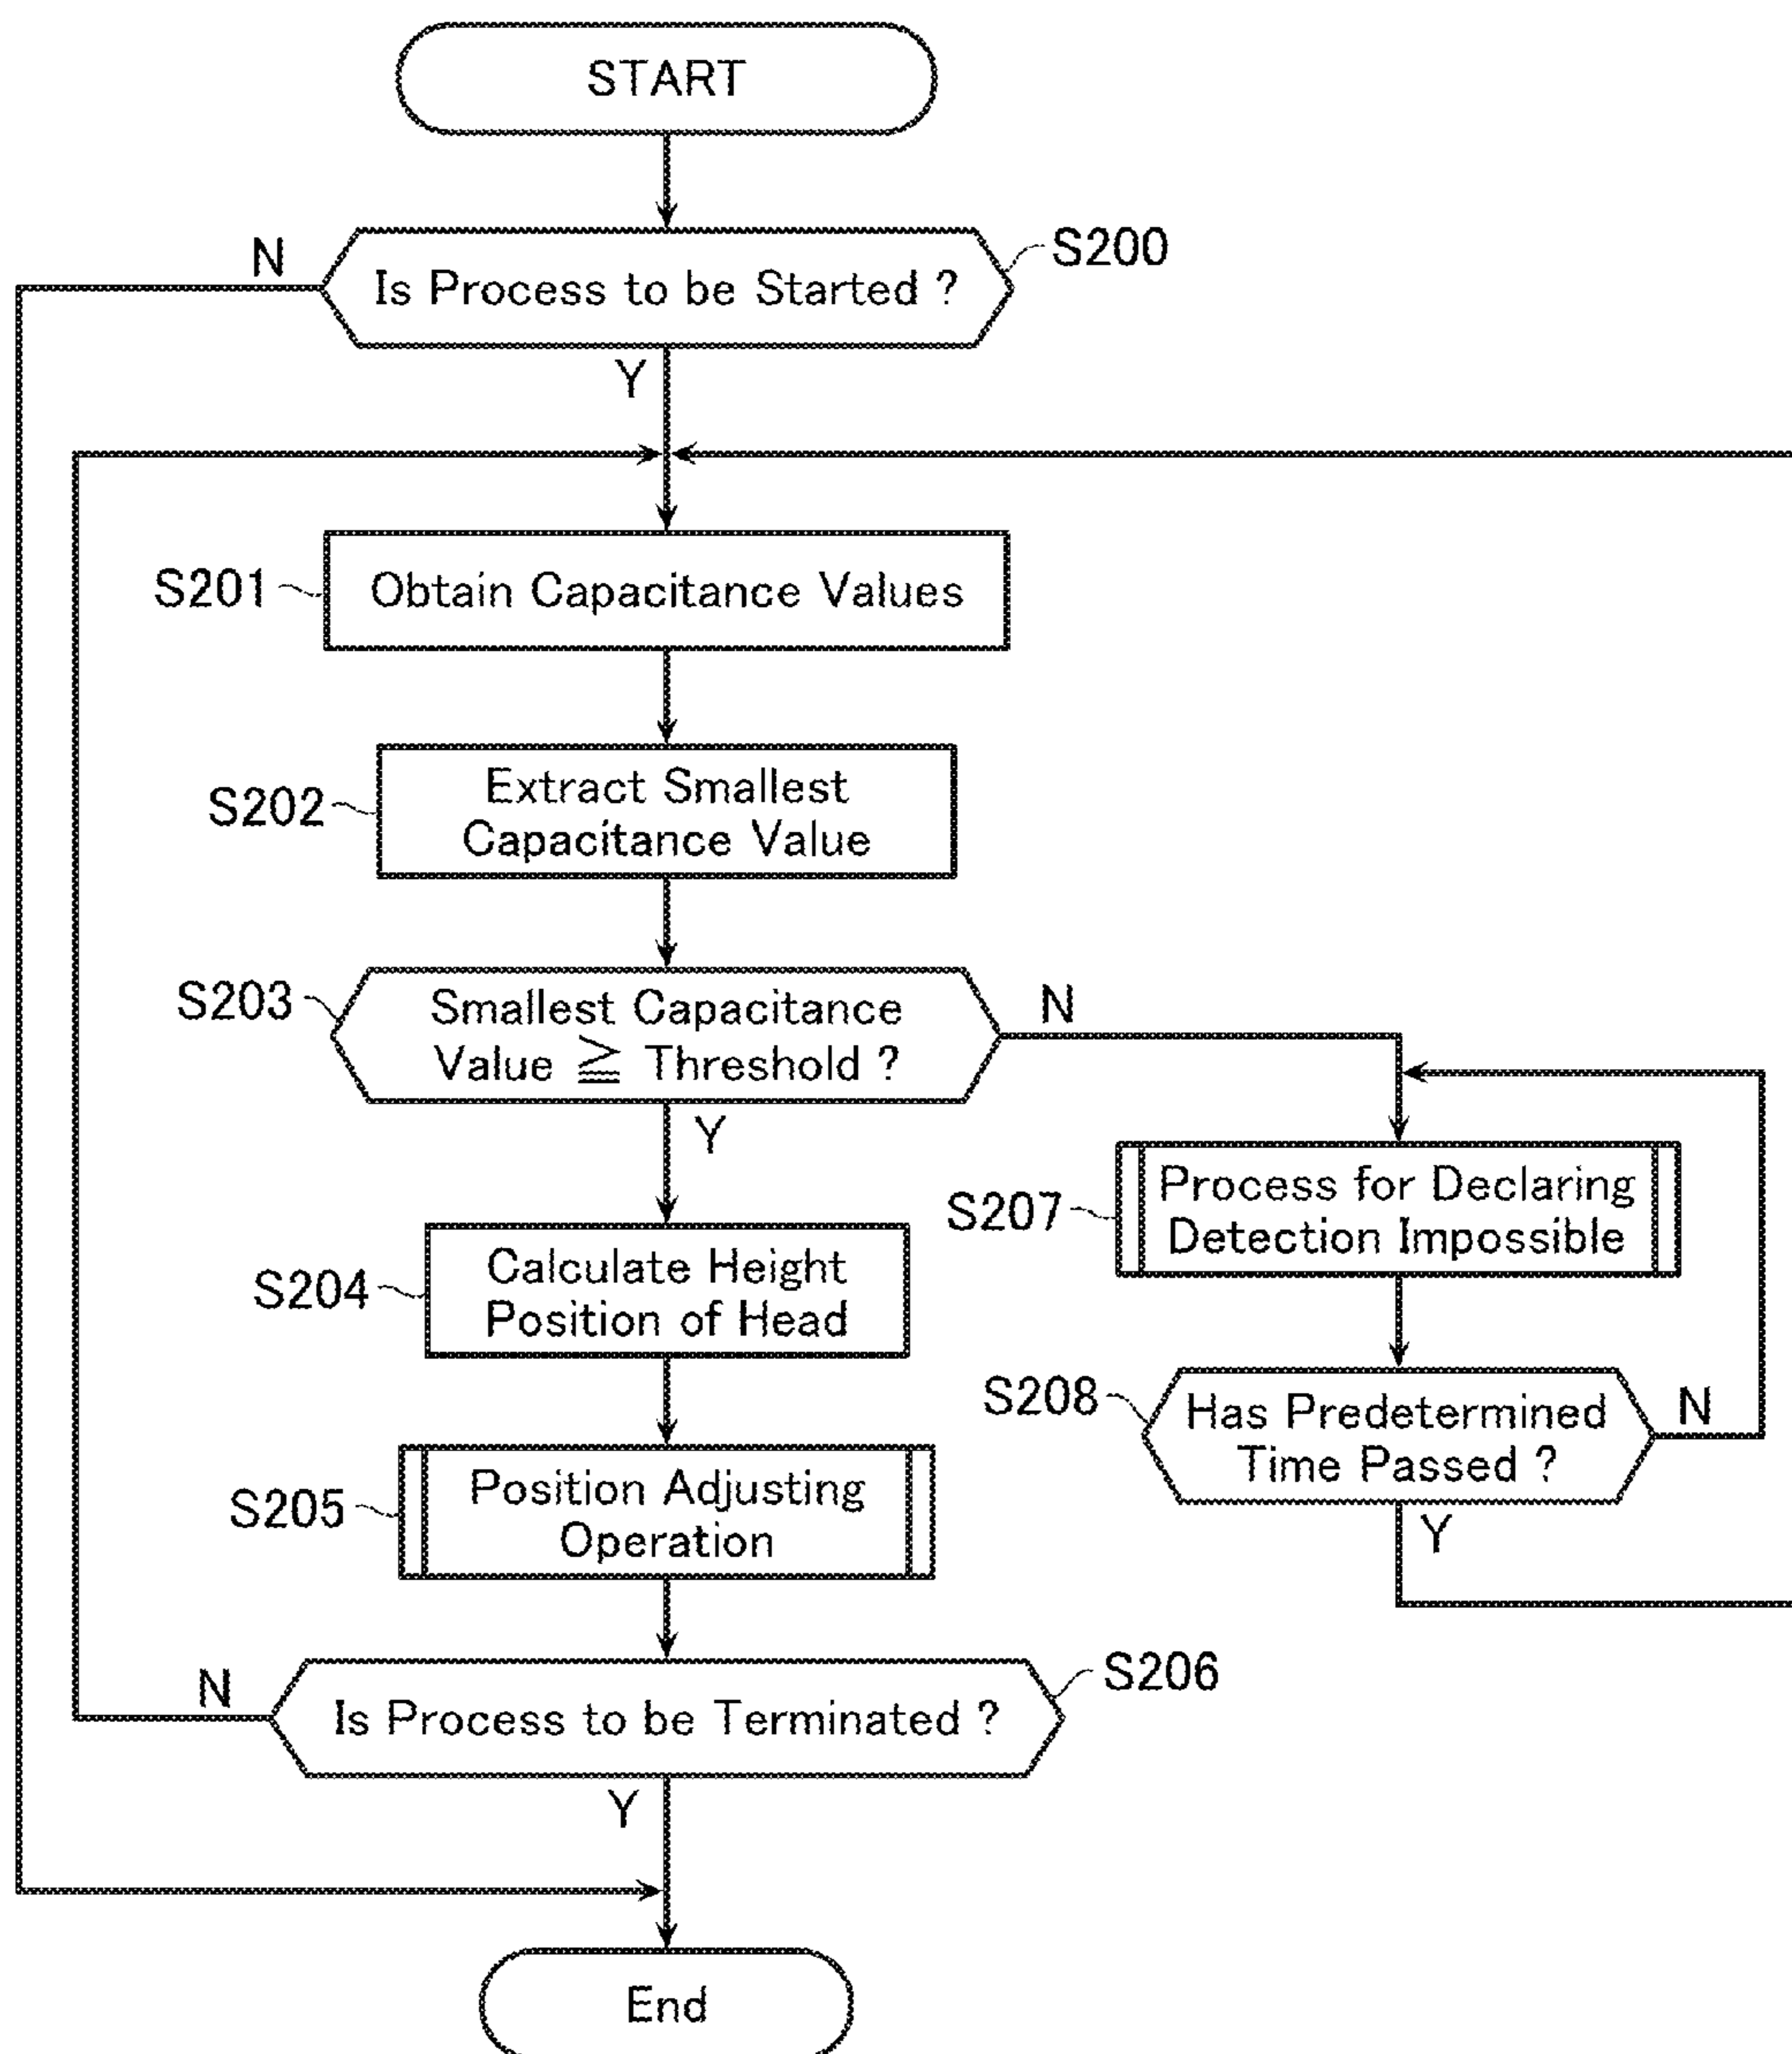 START
N
S200
Is Process to be Started ?
Y
S201
Obtain Capacitance Values
S202
Extract Smallest
Capacitance Value
S203
Smallest Capacitance
Value ≧ Threshold ?
N
Y
S207
Process for Declaring
Detection Impossible
S204
Calculate Height
Position of Head
S208
Has Predetermined
Time Passed ?
N
Y
S205
Position Adjusting
Operation
N
S206
Is Process to be Terminated ?
Y
End